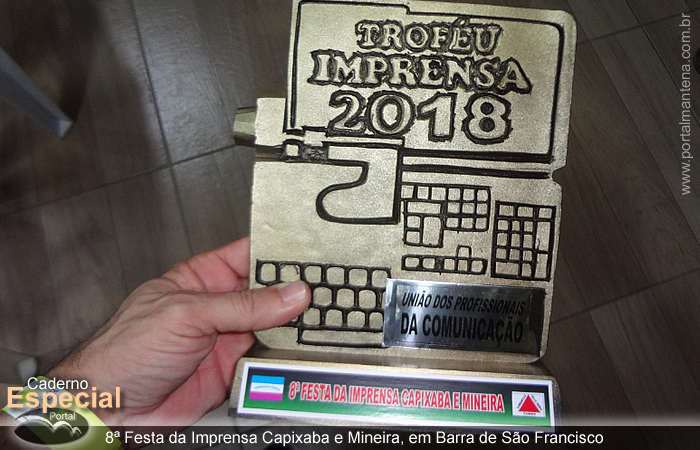 TROFÉU
IMPRENSA
2018
UNIÃO DOS PROFISSIONAIS
DA COMUNICAÇÃO
8ª FESTA DA IMPRENSA CAPIXABA E MINEIRA
www.portalmantena.com.br
Caderno
Especial
Portal
8ª Festa da Imprensa Capixaba e Mineira, em Barra de São Francisco